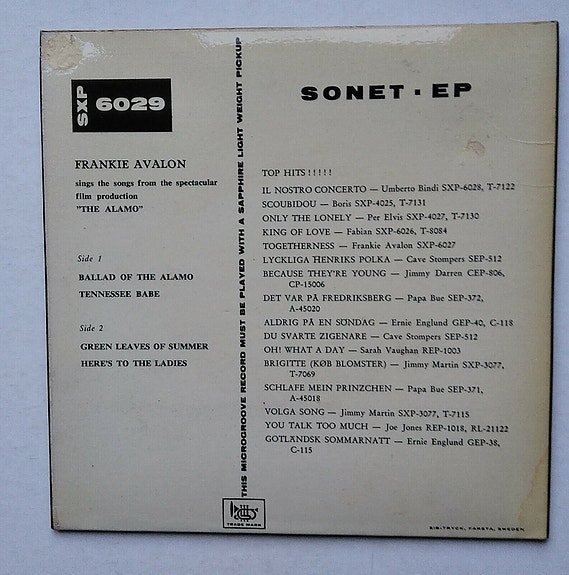 SXP 6029
FRANKIE AVALON
sings the songs from the spectacular
film production
"THE ALAMO"
Side 1
BALLAD OF THE ALAMO
TENNESSEE BABE
Side 2
GREEN LEAVES OF SUMMER
HERE'S TO THE LADIES
THIS MICROGROOVE RECORD MUST BE PLAYED WITH A SAPPHIRE LIGHT WEIGHT PICKUP
TRADE MARK
SONET · EP
TOP HITS!!!!!
IL NOSTRO CONCERTO — Umberto Bindi SXP-6028, T-7122
SCOUBIDOU — Boris SXP-4025, T-7131
ONLY THE LONELY — Per Elvis SXP-4027, T-7130
KING OF LOVE — Fabian SXP-6026, T-8084
TOGETHERNESS — Frankie Avalon SXP-6027
LYCKLIGA HENRIKS POLKA — Cave Stompers SEP-512
BECAUSE THEY'RE YOUNG — Jimmy Darren CEP-806,
CP-15006
DET VAR PÅ FREDRIKSBERG — Papa Bue SEP-372,
A-45020
ALDRIG PÅ EN SÖNDAG — Ernie Englund GEP-40, C-118
DU SVARTE ZIGENARE — Cave Stompers SEP-512
OH! WHAT A DAY — Sarah Vaughan REP-1003
BRIGITTE (KØB BLOMSTER) — Jimmy Martin SXP-3077,
T-7069
SCHLAFE MEIN PRINZCHEN — Papa Bue SEP-371,
A-45018
VOLGA SONG — Jimmy Martin SXP-3077, T-7115
YOU TALK TOO MUCH — Joe Jones REP-1018, RL-21122
GOTLÄNDSK SOMMARNATT — Ernie Englund GEP-38,
C-115
SIB-TRYCK, FARSTA, SWEDEN